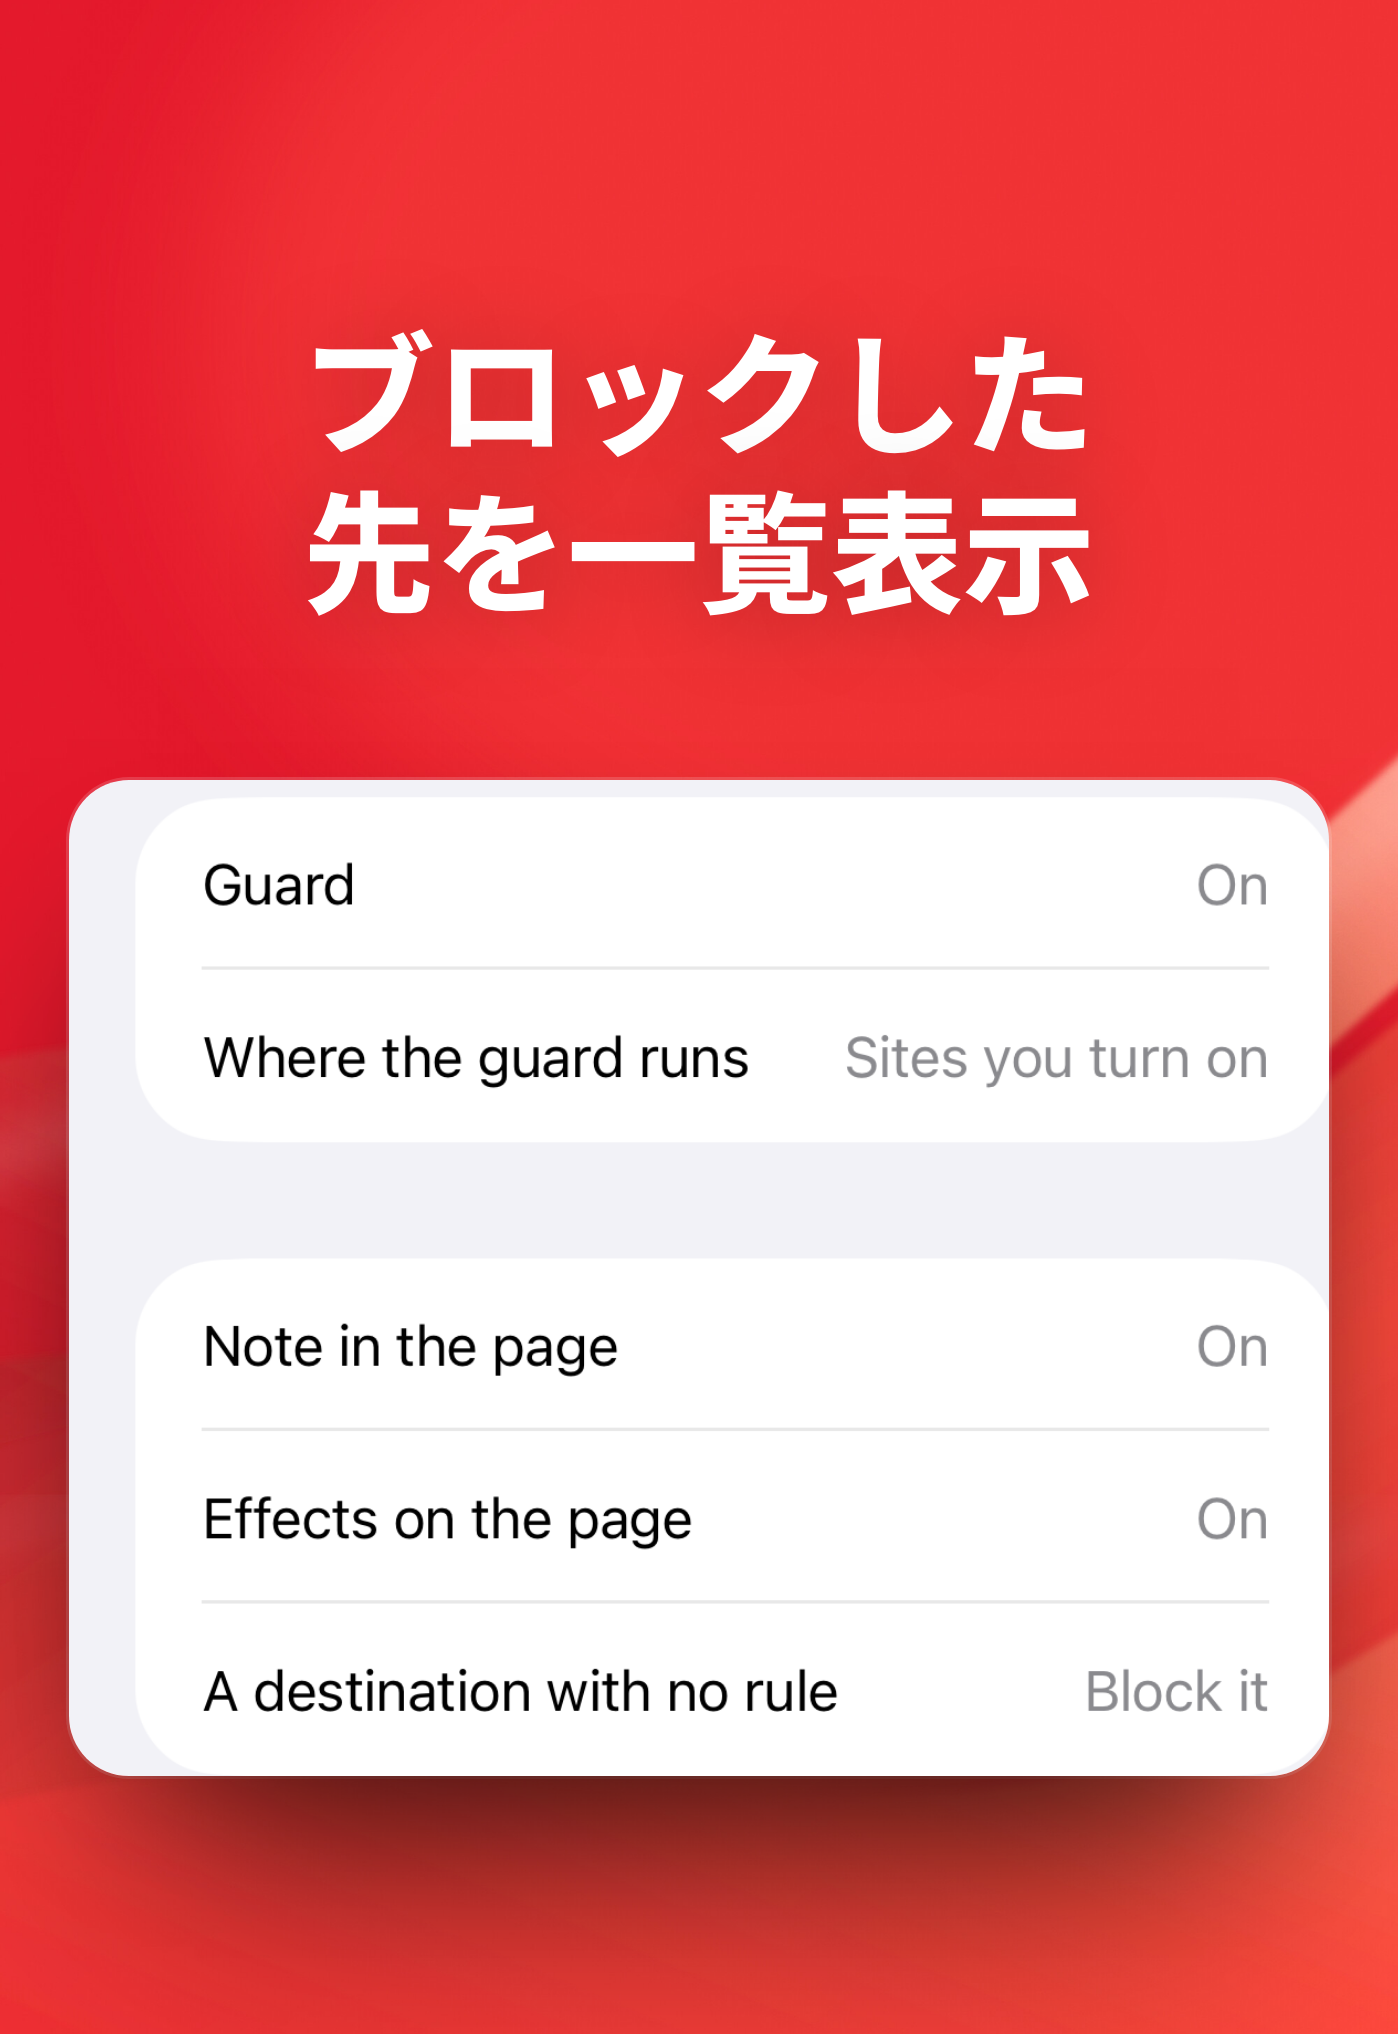 ブロックした
先を一覧表示
Guard On
Where the guard runs Sites you turn on
Note in the page On
Effects on the page On
A destination with no rule Block it